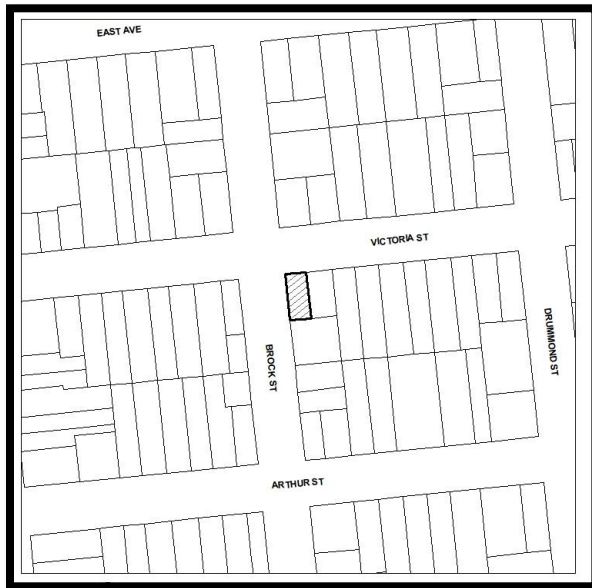 EAST AVE
VICTORIA ST
BROCK ST
DRUMMOND ST
ARTHUR ST